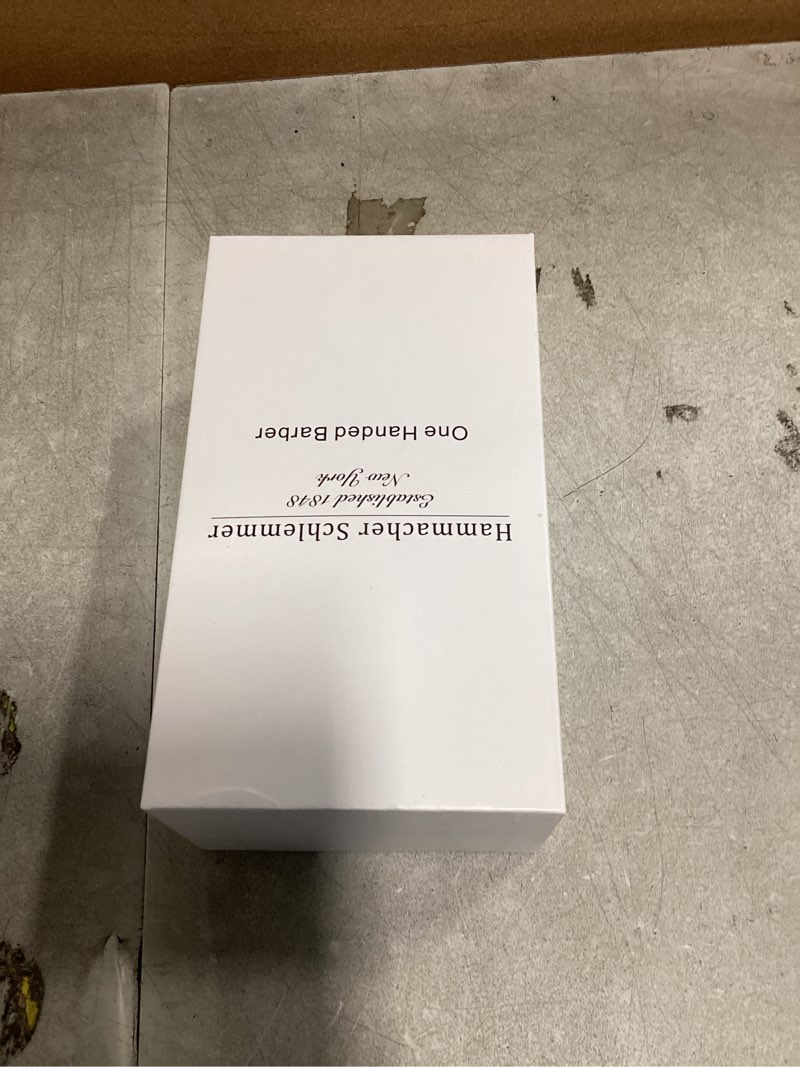 Hammacher Schlemmer
Established 1848
New York
One Handed Barber